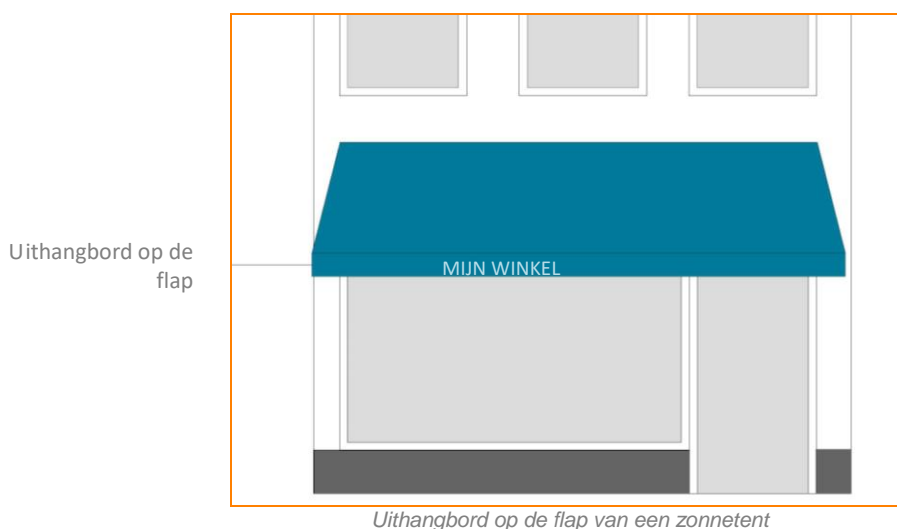 Uithangbord op de
flap
MIJN WINKEL
Uithangbord op de flap van een zonnetent